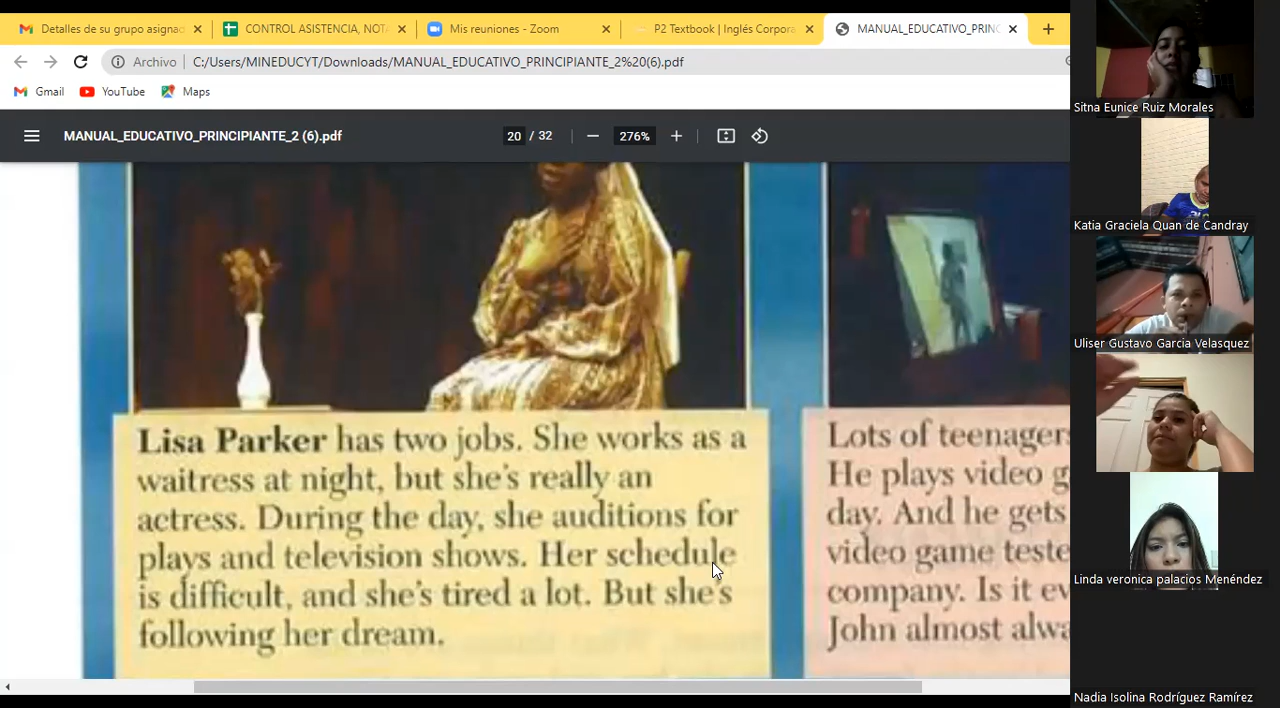 Detalles de su grupo asignad
CONTROL ASISTENCIA, NOT
Mis reuniones - Zoom
P2 Textbook | Inglés Corpora
MANUAL_EDUCATIVO_PRINC
Archivo | C:/Users/MINEDUCYT/Downloads/MANUAL_EDUCATIVO_PRINCIPIANTE_2%20(6).pdf
Gmail YouTube Maps
MANUAL_EDUCATIVO_PRINCIPIANTE_2 (6).pdf
20 / 32
276%
Lisa Parker has two jobs. She works as a
waitress at night, but she's really an
actress. During the day, she auditions for
plays and television shows. Her schedule
is difficult, and she's tired a lot. But she's
following her dream.
Lots of teenagers
He plays video g
day. And he gets
video game teste
company. Is it ev
John almost alwa
Sitna Eunice Ruiz Morales
Katia Graciela Quan de Candray
Uliser Gustavo García Velasquez
Linda veronica palacios Menéndez
Nadia Isolina Rodríguez Ramírez